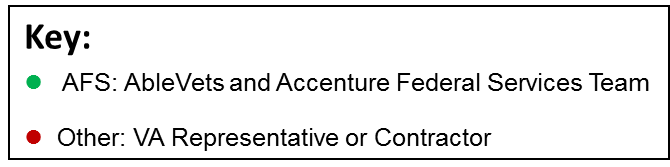 Key:
AFS: AbleVets and Accenture Federal Services Team
Other: VA Representative or Contractor